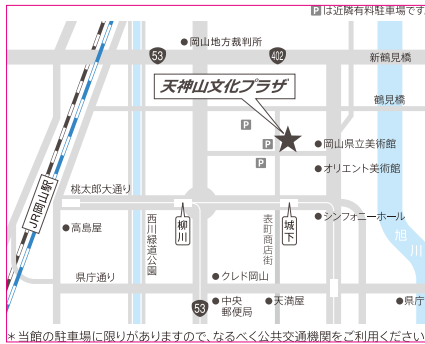 P は近隣有料駐車場です
岡山地方裁判所
53
402
新鶴見橋
天神山文化プラザ
鶴見橋
P
P
岡山県立美術館
P
オリエント美術館
桃太郎大通り
JR岡山駅
高島屋
西川緑道公園
柳川
表町商店街
城下
シンフォニーホール
旭川
県庁通り
クレド岡山
53
中央
郵便局
天満屋
県庁
*当館の駐車場に限りがありますので、なるべく公共交通機関をご利用ください